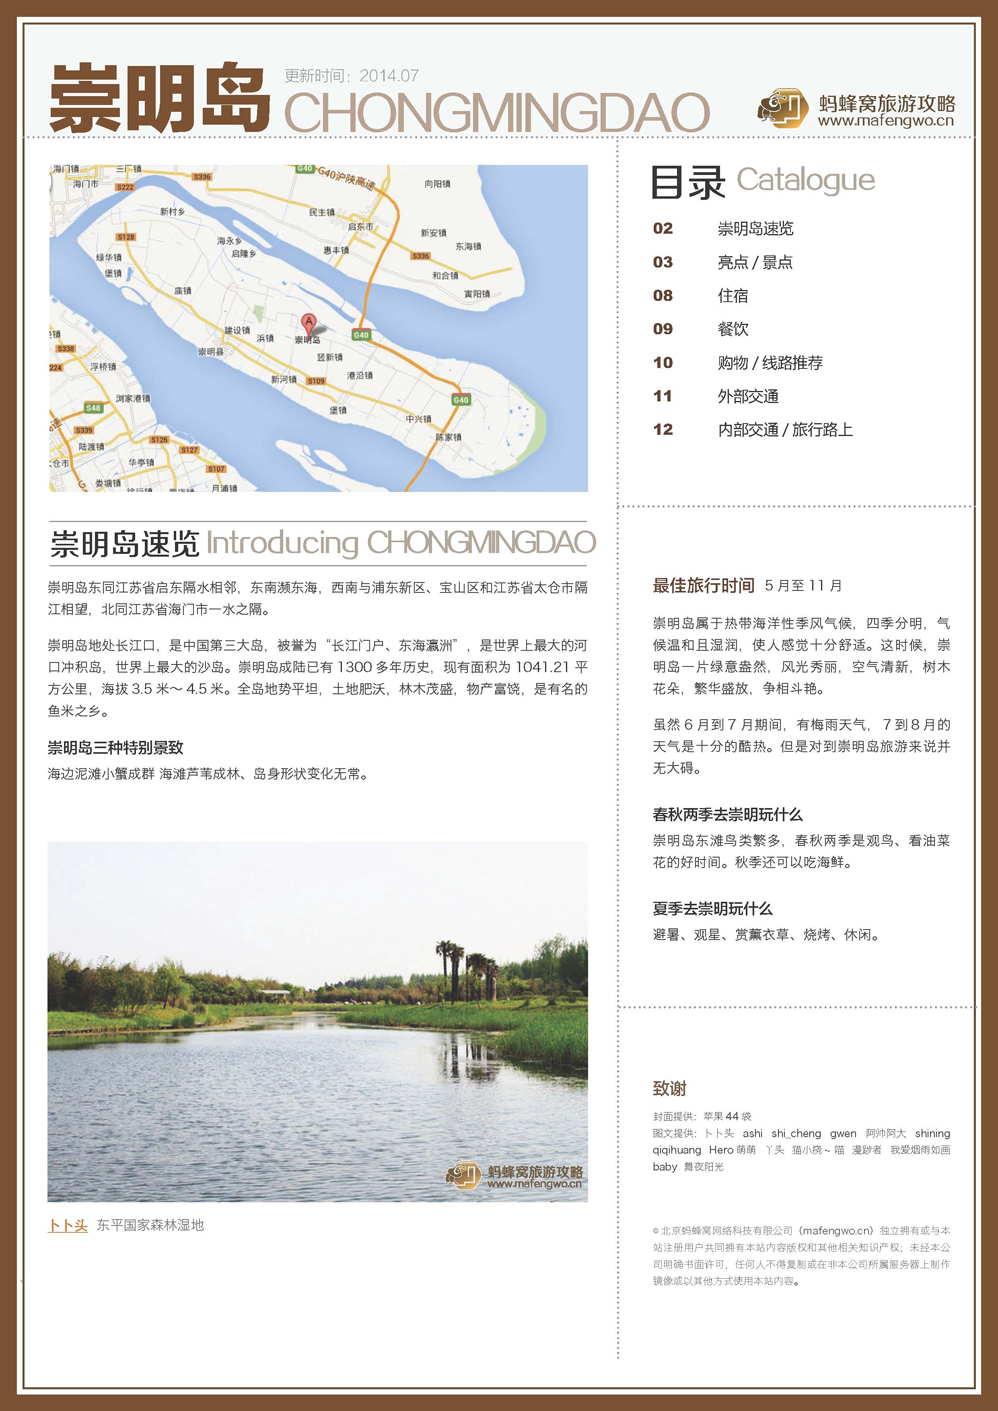 崇明岛
更新时间：2014.07
CHONGMINGDAO
蚂蜂窝旅游攻略
www.mafengwo.cn
海门镇
三厂镇
S336
G40
G40沪陕高速
向阳镇
海门市
S222
新村乡
民主镇
启东市
新安镇
S128
海永乡
启隆乡
惠丰镇
S336
东海镇
绿华镇
堡镇
和合镇
庙镇
寅阳镇
A
建设镇
浜镇
崇明岛
G40
S338
崇明县
竖新镇
224
浮桥镇
新河镇
S109
港沿镇
浏家港镇
S48
G40
堡镇
中兴镇
S339
陆渡镇
S126
陈家镇
S127
华亭镇
S107
娄塘镇
月浦镇
目录 Catalogue
02 崇明岛速览
03 亮点 / 景点
08 住宿
09 餐饮
10 购物 / 线路推荐
11 外部交通
12 内部交通 / 旅行路上
崇明岛速览 Introducing CHONGMINGDAO
崇明岛东同江苏省启东隔水相邻，东南濒东海，西南与浦东新区、宝山区和江苏省太仓市隔
江相望，北同江苏省海门市一水之隔。
崇明岛地处长江口，是中国第三大岛，被誉为“长江门户、东海瀛洲”，是世界上最大的河
口冲积岛，世界上最大的沙岛。崇明岛成陆已有 1300 多年历史，现有面积为 1041.21 平
方公里，海拔 3.5 米～ 4.5 米。全岛地势平坦，土地肥沃，林木茂盛，物产富饶，是有名的
鱼米之乡。
崇明岛三种特别景致
海边泥滩小蟹成群 海滩芦苇成林、岛身形状变化无常。
蚂蜂窝旅游攻略
www.mafengwo.cn
卜卜头 东平国家森林湿地
最佳旅行时间 5 月至 11 月
崇明岛属于热带海洋性季风气候，四季分明，气
候温和且湿润，使人感觉十分舒适。这时候，崇
明岛一片绿意盎然，风光秀丽，空气清新，树木
花朵，繁华盛放，争相斗艳。
虽然 6 月到 7 月期间，有梅雨天气，7 到 8 月的
天气是十分的酷热。但是对到崇明岛旅游来说并
无大碍。
春秋两季去崇明玩什么
崇明岛东滩鸟类繁多，春秋两季是观鸟、看油菜
花的好时间。秋季还可以吃海鲜。
夏季去崇明玩什么
避暑、观星、赏薰衣草、烧烤、休闲。
致谢
封面提供：苹果 44 袋
图文提供：卜卜头 ashi shi_cheng gwen 阿帅阿大 shining
qiqihuang Hero 萌萌 丫头 猫小挠 ~ 喵 漫跶者 我爱烟雨如画
baby 舞夜阳光
© 北京蚂蜂窝网络科技有限公司（mafengwo.cn）独立拥有或与本
站注册用户共同拥有本站内容版权和其他相关知识产权；未经本公
司明确书面许可，任何人不得复制或在非本公司所属服务器上制作
镜像或以其他方式使用本站内容。